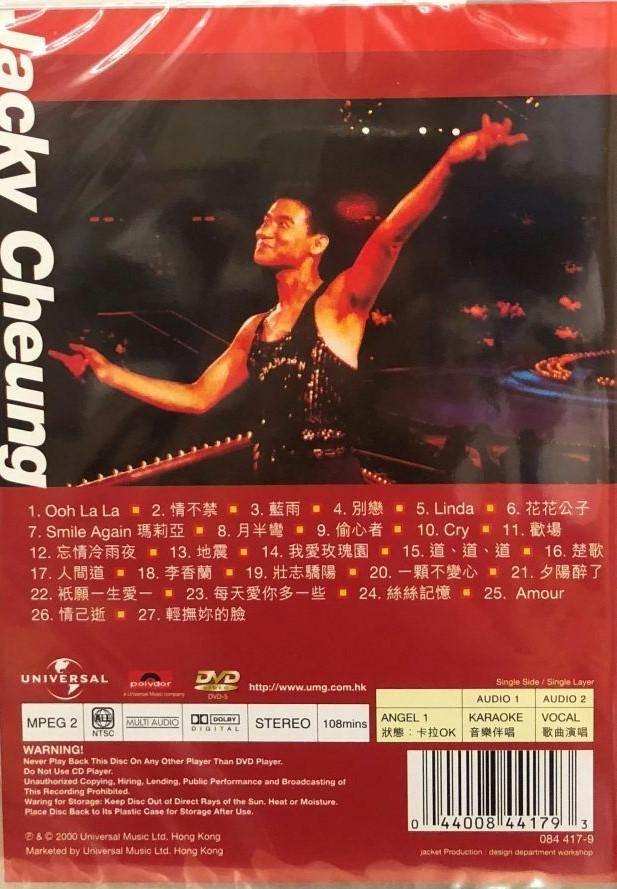 Jacky Cheung
1. Ooh La La ■ 2. 情不禁 ■ 3. 藍雨 ■ 4. 別戀 ■ 5. Linda ■ 6. 花花公子
7. Smile Again 瑪莉亞 ■ 8. 月半彎 ■ 9. 偷心者 ■ 10. Cry ■ 11. 歡場
12. 忘情冷雨夜 ■ 13. 地震 ■ 14. 我愛玫瑰園 ■ 15. 道、道、道 ■ 16. 楚歌
17. 人間道 ■ 18. 李香蘭 ■ 19. 壯志驕陽 ■ 20. 一顆不變心 ■ 21. 夕陽醉了
22. 衹願一生愛一 ■ 23. 每天愛你多一些 ■ 24. 絲絲記憶 ■ 25. Amour
26. 情己逝 ■ 27. 輕撫妳的臉
UNIVERSAL
polydor
a Universal Music company
DVD
VIDEO
DVD-5
http://www.umg.com.hk
Single Side / Single Layer
AUDIO 1 AUDIO 2
ANGEL 1 KARAOKE VOCAL
狀態：卡拉OK 音樂伴唱 歌曲演唱
MPEG 2 ALL NTSC MULTI AUDIO DOLBY DIGITAL STEREO 108mins
WARNING!
Never Play Back This Disc On Any Other Player Than DVD Player.
Do Not Use CD Player.
Unauthorized Copying, Hiring, Lending, Public Performance and Broadcasting of
This Recording Prohibited.
Waring for Storage: Keep Disc Out of Direct Rays of the Sun. Heat or Moisture.
Place Disc Back to Its Plastic Case for Storage After Use.
0 44008 44179 3
084 417-9
℗ & © 2000 Universal Music Ltd. Hong Kong
Marketed by Universal Music Ltd. Hong Kong
jacket Production : design department workshop